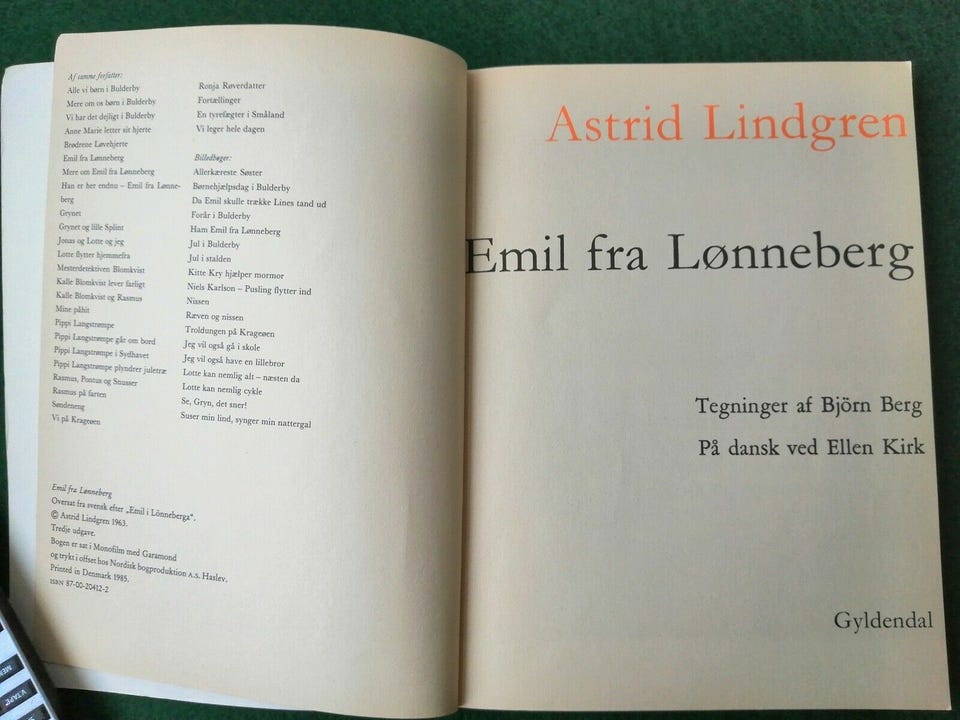 Af samme forfatter:
Alle vi børn i Bulderby
Mere om os børn i Bulderby
Vi har det dejligt i Bulderby
Anne Marie letter sit hjerte
Brødrene Løvehjerte
Emil fra Lønneberg
Mere om Emil fra Lønneberg
Han er her endnu – Emil fra Lønne-
berg
Grynet
Grynet og lille Splint
Jonas og Lotte og jeg
Lotte flytter hjemmefra
Mesterdetektiven Blomkvist
Kalle Blomkvist lever farligt
Kalle Blomkvist og Rasmus
Mine påhit
Pippi Langstrømpe
Pippi Langstrømpe går om bord
Pippi Langstrømpe i Sydhavet
Pippi Langstrømpe plyndrer juletræ
Rasmus, Pontus og Snusser
Rasmus på farten
Søndeneng
Vi på Krageøen
Ronja Røverdatter
Fortællinger
En tyrefægter i Småland
Vi leger hele dagen
Billedbøger:
Allerkæreste Søster
Børnehjælpsdag i Bulderby
Da Emil skulle trække Lines tand ud
Forår i Bulderby
Ham Emil fra Lønneberg
Jul i Bulderby
Jul i stalden
Kitte Kry hjælper mormor
Niels Karlson – Pusling flytter ind
Nissen
Ræven og nissen
Troldungen på Krageøen
Jeg vil også gå i skole
Jeg vil også have en lillebror
Lotte kan nemlig alt – næsten da
Lotte kan nemlig cykle
Se, Gryn, det sner!
Suser min lind, synger min nattergal
Emil fra Lønneberg
Oversat fra svensk efter „Emil i Lönneberga“.
© Astrid Lindgren 1963.
Tredje udgave.
Bogen er sat i Monofilm med Garamond
og trykt i offset hos Nordisk bogproduktion A.S. Haslev.
Printed in Denmark 1985.
ISBN 87-00-20412-2
Astrid Lindgren
Emil fra Lønneberg
Tegninger af Björn Berg
På dansk ved Ellen Kirk
Gyldendal